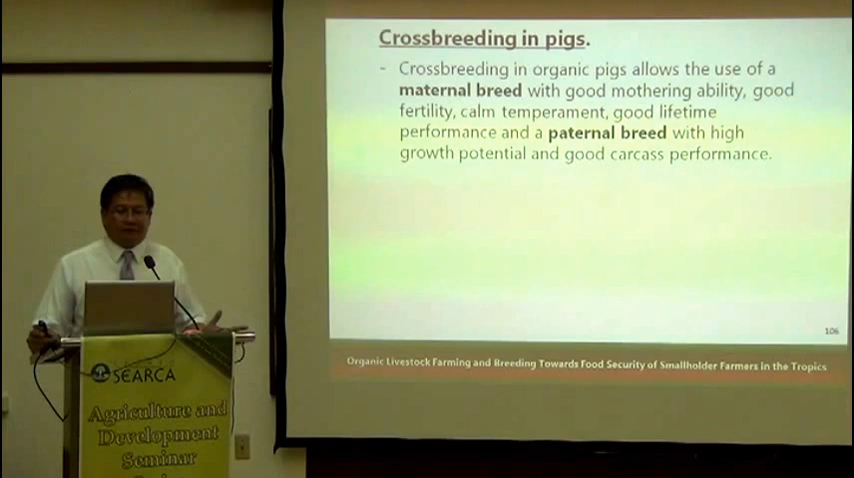 Crossbreeding in pigs.
- Crossbreeding in organic pigs allows the use of a
maternal breed with good mothering ability, good
fertility, calm temperament, good lifetime
performance and a paternal breed with high
growth potential and good carcass performance.
106
Organic Livestock Farming and Breeding Towards Food Security of Smallholder Farmers in the Tropics
SEARCA
Agriculture and
Development
Seminar